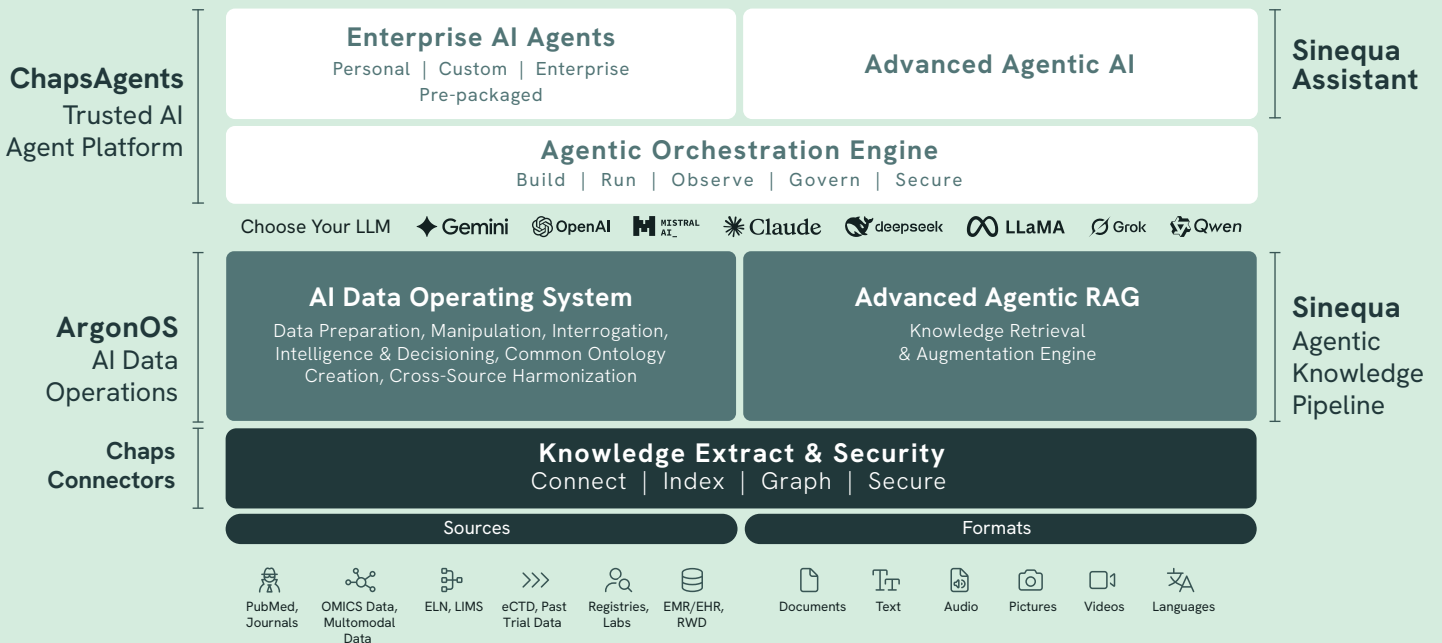 ChapsAgents
Trusted AI
Agent Platform
Enterprise AI Agents
Personal | Custom | Enterprise
Pre-packaged
Advanced Agentic AI
Sinequa
Assistant
Agentic Orchestration Engine
Build | Run | Observe | Govern | Secure
Choose Your LLM
Gemini
OpenAI
MISTRAL
AI_
Claude
deepseek
LLaMA
Grok
Qwen
ArgonOS
AI Data
Operations
AI Data Operating System
Data Preparation, Manipulation, Interrogation,
Intelligence & Decisioning, Common Ontology
Creation, Cross-Source Harmonization
Advanced Agentic RAG
Knowledge Retrieval
& Augmentation Engine
Sinequa
Agentic
Knowledge
Pipeline
Chaps
Connectors
Knowledge Extract & Security
Connect | Index | Graph | Secure
Sources
Formats
PubMed,
Journals
OMICS Data,
Multomodal
Data
ELN, LIMS
eCTD, Past
Trial Data
Registries,
Labs
EMR/EHR,
RWD
Documents
Text
Audio
Pictures
Videos
Languages